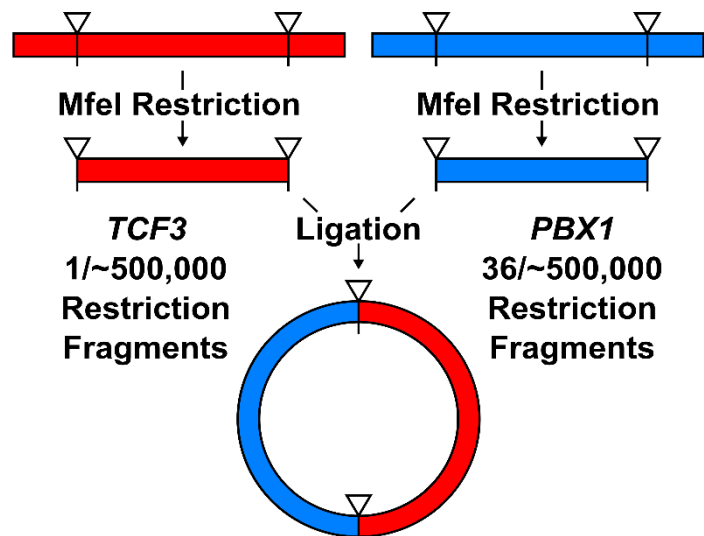 MfeI Restriction
MfeI Restriction
TCF3
1/~500,000
Restriction
Fragments
Ligation
PBX1
36/~500,000
Restriction
Fragments